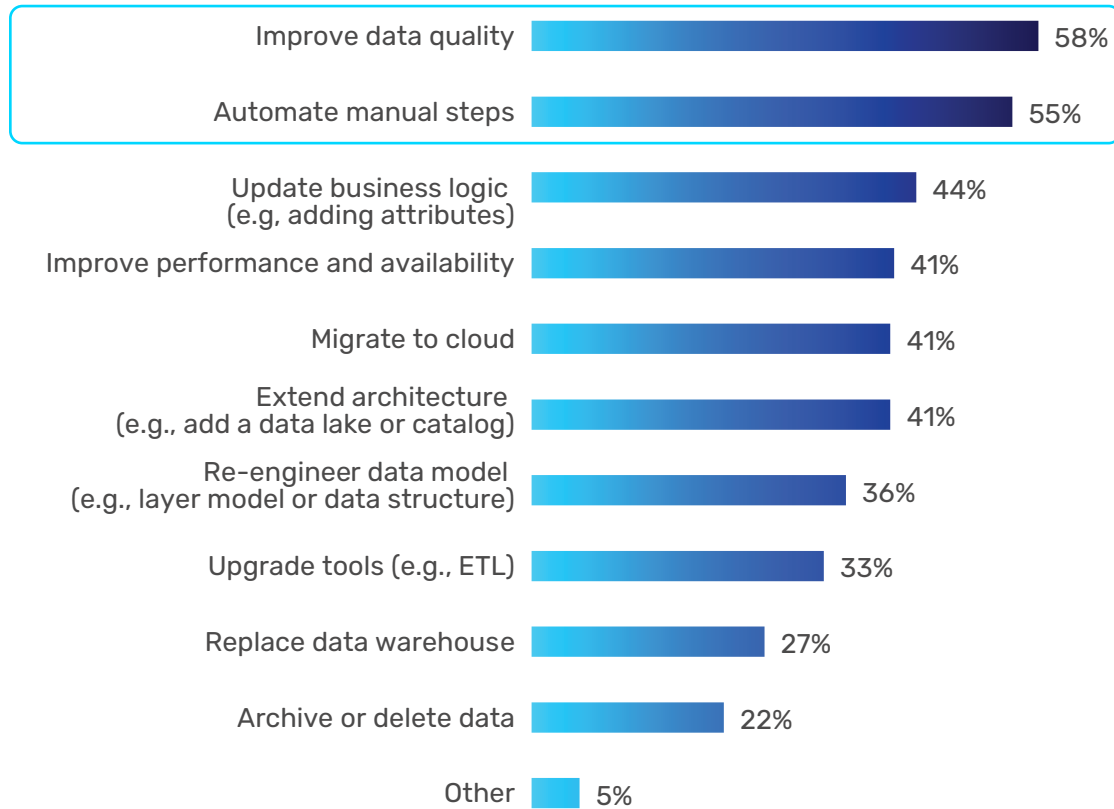 Improve data quality 58%
Automate manual steps 55%
Update business logic
(e.g, adding attributes) 44%
Improve performance and availability 41%
Migrate to cloud 41%
Extend architecture
(e.g., add a data lake or catalog) 41%
Re-engineer data model
(e.g., layer model or data structure) 36%
Upgrade tools (e.g., ETL) 33%
Replace data warehouse 27%
Archive or delete data 22%
Other 5%